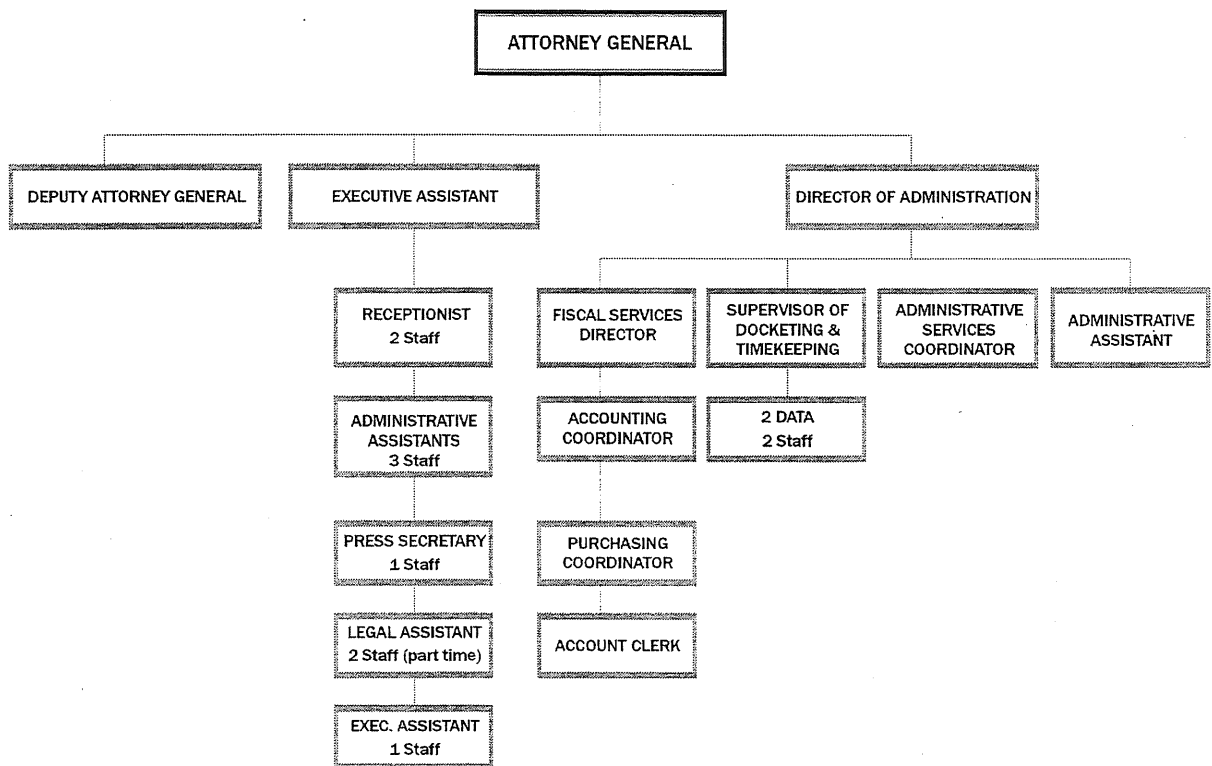 ATTORNEY GENERAL
DEPUTY ATTORNEY GENERAL
EXECUTIVE ASSISTANT
DIRECTOR OF ADMINISTRATION
RECEPTIONIST
2 Staff
FISCAL SERVICES
DIRECTOR
SUPERVISOR OF
DOCKETING &
TIMEKEEPING
ADMINISTRATIVE
SERVICES
COORDINATOR
ADMINISTRATIVE
ASSISTANT
ADMINISTRATIVE
ASSISTANTS
3 Staff
ACCOUNTING
COORDINATOR
2 DATA
2 Staff
PRESS SECRETARY
1 Staff
PURCHASING
COORDINATOR
LEGAL ASSISTANT
2 Staff (part time)
ACCOUNT CLERK
EXEC. ASSISTANT
1 Staff